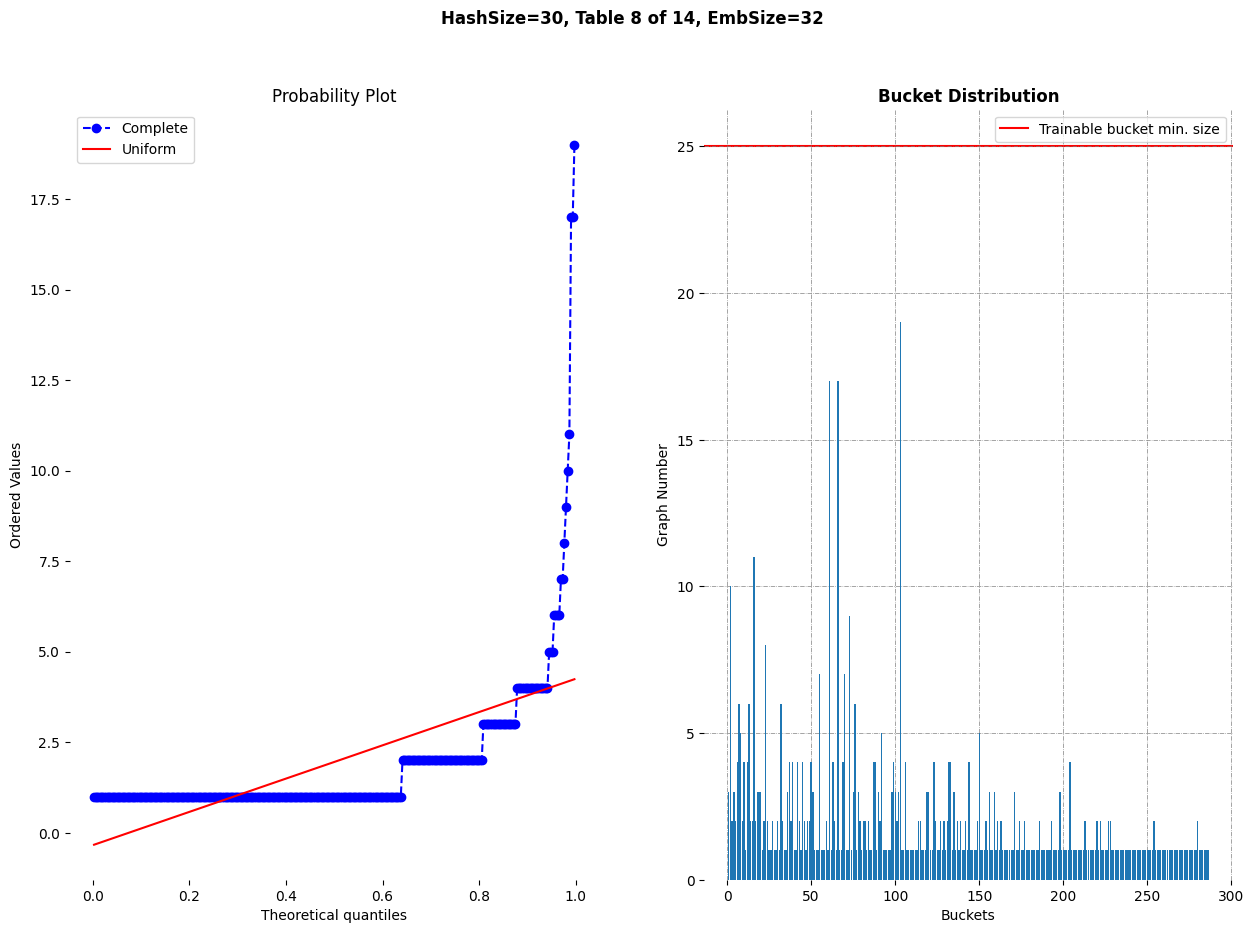 HashSize=30, Table 8 of 14, EmbSize=32
Probability Plot
Complete
Uniform
17.5
15.0
12.5
10.0
7.5
5.0
2.5
0.0
Ordered Values
0.0 0.2 0.4 0.6 0.8 1.0
Theoretical quantiles
Bucket Distribution
Trainable bucket min. size
25
20
15
10
5
0
Graph Number
0 50 100 150 200 250 300
Buckets